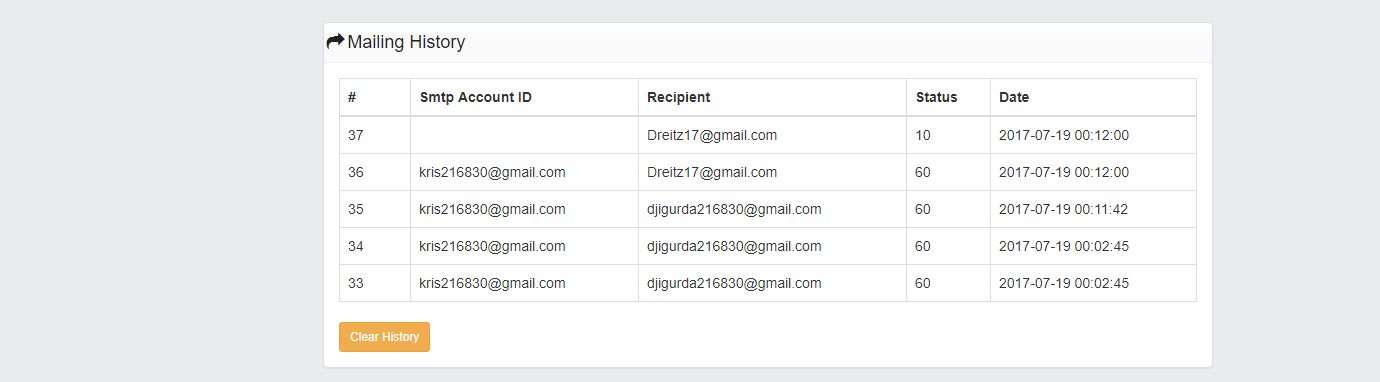 Mailing History
# Smtp Account ID Recipient Status Date
37 Dreitz17@gmail.com 10 2017-07-19 00:12:00
36 kris216830@gmail.com Dreitz17@gmail.com 60 2017-07-19 00:12:00
35 kris216830@gmail.com djigurda216830@gmail.com 60 2017-07-19 00:11:42
34 kris216830@gmail.com djigurda216830@gmail.com 60 2017-07-19 00:02:45
33 kris216830@gmail.com djigurda216830@gmail.com 60 2017-07-19 00:02:45
Clear History